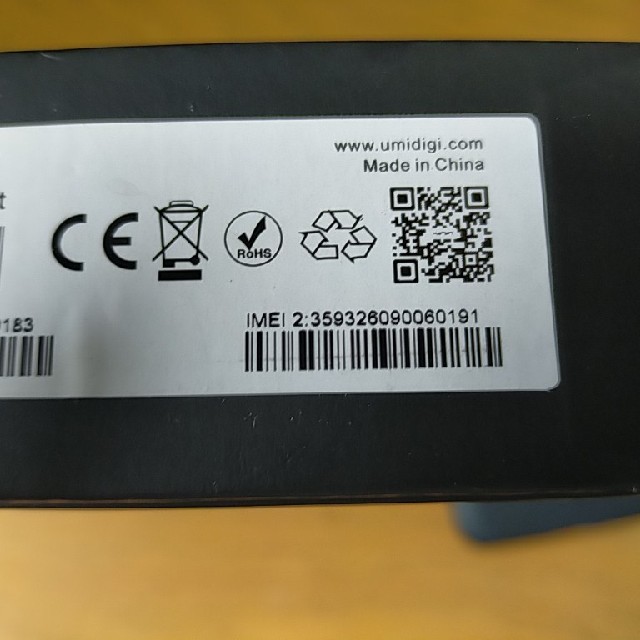 www.umidigi.com
Made in China
t
CE
RoHS
183
IMEI 2:359326090060191